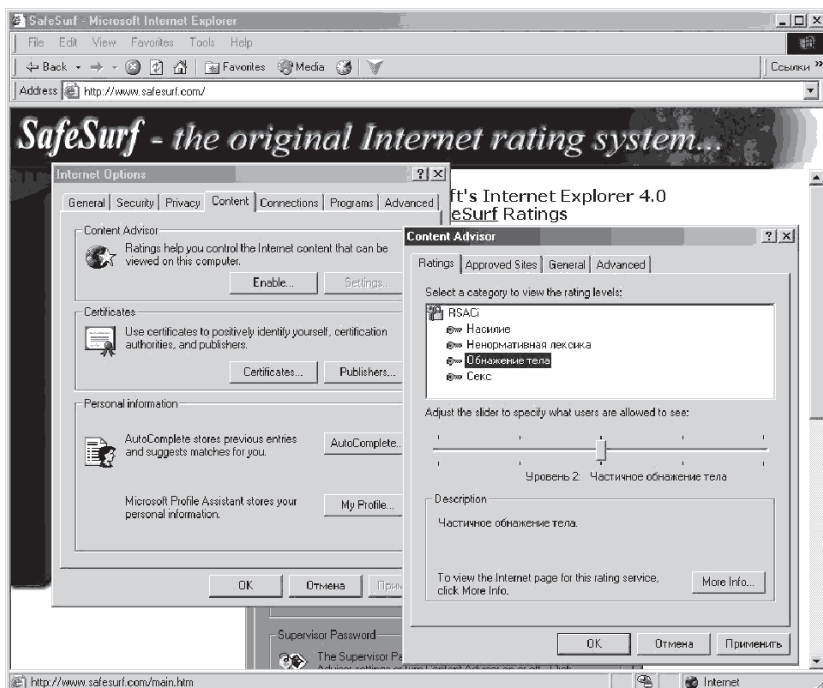 SafeSurf - Microsoft Internet Explorer
File Edit View Favorites Tools Help
Back Favorites Media Ссылки
Address http://www.safesurf.com/
SafeSurf - the original Internet rating system...
ft's Internet Explorer 4.0
eSurf Ratings
Internet Options
General Security Privacy Content Connections Programs Advanced
Content Advisor
Ratings help you control the Internet content that can be
viewed on this computer.
Enable... Settings...
Certificates
Use certificates to positively identify yourself, certification
authorities, and publishers.
Certificates... Publishers...
Personal information
AutoComplete stores previous entries
and suggests matches for you.
AutoComplete...
Microsoft Profile Assistant stores your
personal information.
My Profile...
OK Отмена Прим
Content Advisor
Ratings Approved Sites General Advanced
Select a category to view the rating levels:
RSACi
Насилие
Ненормативная лексика
Обнажение тела
Секс
Adjust the slider to specify what users are allowed to see:
Уровень 2: Частичное обнажение тела
Description
Частичное обнажение тела.
To view the Internet page for this rating service,
click More Info.
More Info...
OK Отмена Применить
Supervisor Password
The Supervisor Pa
http://www.safesurf.com/main.htm Internet